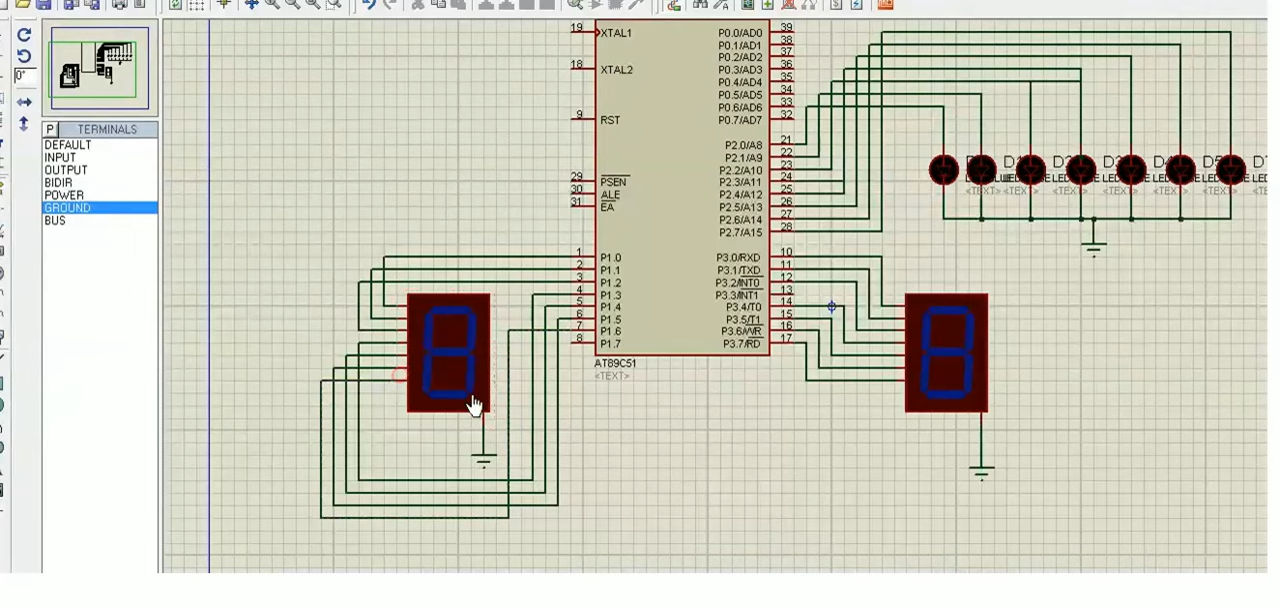 0°
P TERMINALS
DEFAULT
INPUT
OUTPUT
BIDIR
POWER
GROUND
BUS
19 XTAL1
18 XTAL2
9 RST
29 PSEN
30 ALE
31 EA
1 P1.0
2 P1.1
3 P1.2
4 P1.3
5 P1.4
6 P1.5
7 P1.6
8 P1.7
P0.0/AD0 39
P0.1/AD1 38
P0.2/AD2 37
P0.3/AD3 36
P0.4/AD4 35
P0.5/AD5 34
P0.6/AD6 33
P0.7/AD7 32
P2.0/A8 21
P2.1/A9 22
P2.2/A10 23
P2.3/A11 24
P2.4/A12 25
P2.5/A13 26
P2.6/A14 27
P2.7/A15 28
P3.0/RXD 10
P3.1/TXD 11
P3.2/INT0 12
P3.3/INT1 13
P3.4/T0 14
P3.5/T1 15
P3.6/WR 16
P3.7/RD 17
AT89C51
<TEXT>
<TEXT> <TEXT> <TEXT> <TEXT> <TEXT> <TEXT>